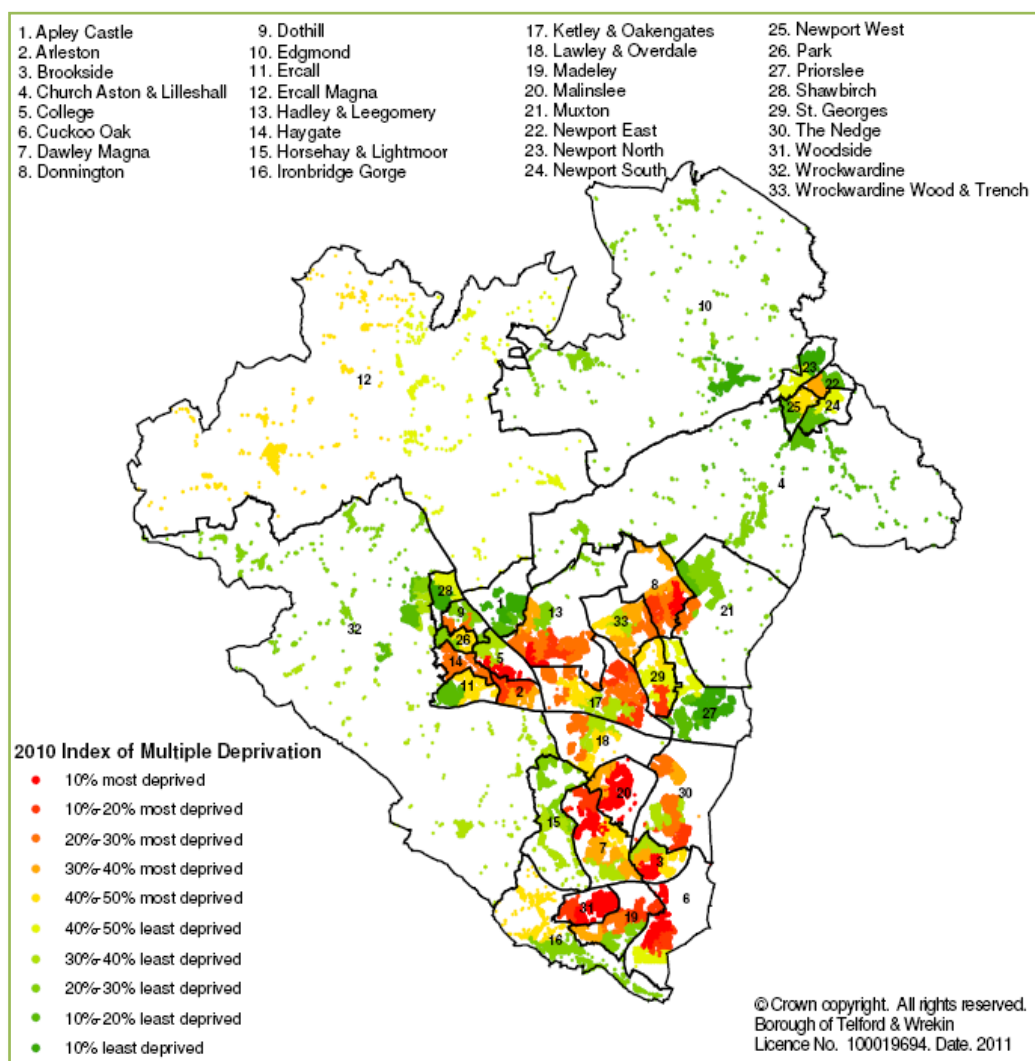 1. Apley Castle
2. Arleston
3. Brookside
4. Church Aston & Lilleshall
5. College
6. Cuckoo Oak
7. Dawley Magna
8. Donnington
9. Dothill
10. Edgmond
11. Ercall
12. Ercall Magna
13. Hadley & Leegomery
14. Haygate
15. Horsehay & Lightmoor
16. Ironbridge Gorge
17. Ketley & Oakengates
18. Lawley & Overdale
19. Madeley
20. Malinslee
21. Muxton
22. Newport East
23. Newport North
24. Newport South
25. Newport West
26. Park
27. Priorslee
28. Shawbirch
29. St. Georges
30. The Nedge
31. Woodside
32. Wrockwardine
33. Wrockwardine Wood & Trench
10
23
12
22
25
24
4
8
28
1
13
21
9
33
32
26
5
14
29
11
2
17
27
18
20
30
15
7
3
6
31
19
16
2010 Index of Multiple Deprivation
10% most deprived
10%-20% most deprived
20%-30% most deprived
30%-40% most deprived
40%-50% most deprived
40%-50% least deprived
30%-40% least deprived
20%-30% least deprived
10%-20% least deprived
10% least deprived
© Crown copyright. All rights reserved.
Borough of Telford & Wrekin
Licence No. 100019694. Date. 2011